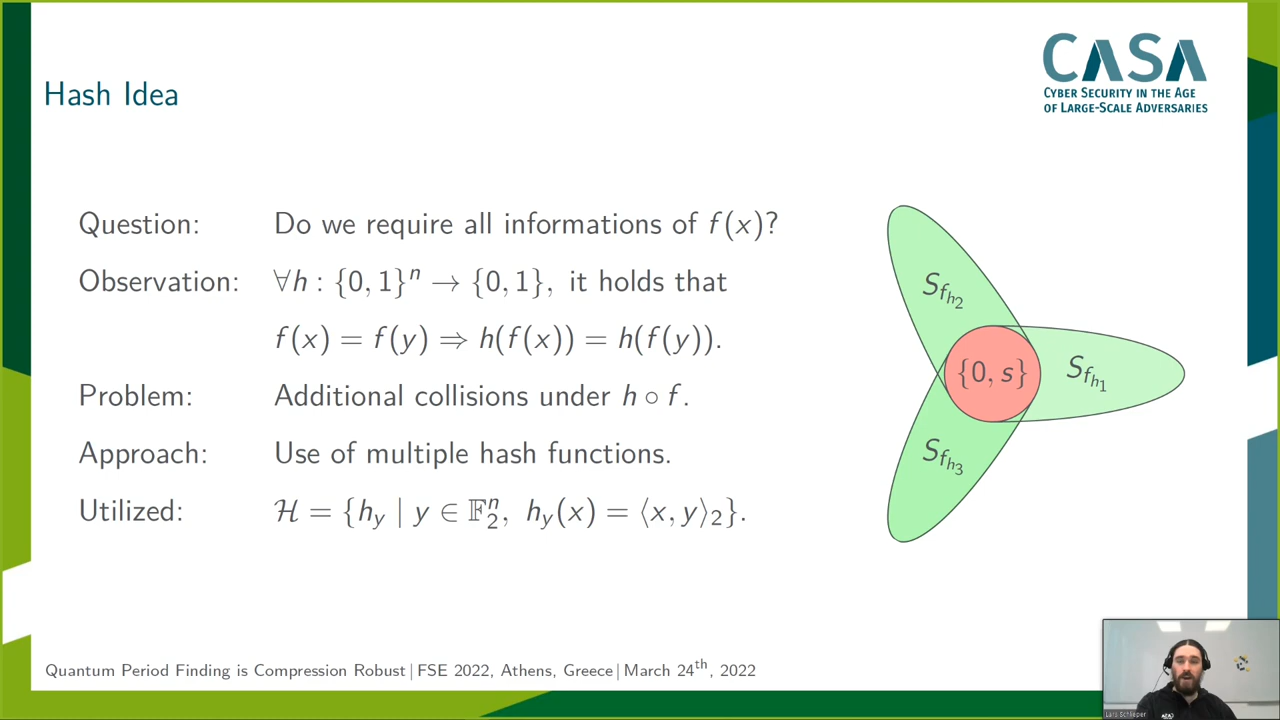 CASA
CYBER SECURITY IN THE AGE
OF LARGE-SCALE ADVERSARIES
Hash Idea
Question: Do we require all informations of f(x)?
Observation: ∀h : {0, 1}ⁿ → {0, 1}, it holds that
f(x) = f(y) ⇒ h(f(x)) = h(f(y)).
Problem: Additional collisions under h ∘ f.
Approach: Use of multiple hash functions.
Utilized: ℋ = {h_y | y ∈ 𝔽₂ⁿ, h_y(x) = ⟨x, y⟩₂}.
S_{f_{h_2}}
{0, s}
S_{f_{h_1}}
S_{f_{h_3}}
Quantum Period Finding is Compression Robust | FSE 2022, Athens, Greece | March 24th, 2022
Lars Schlieper